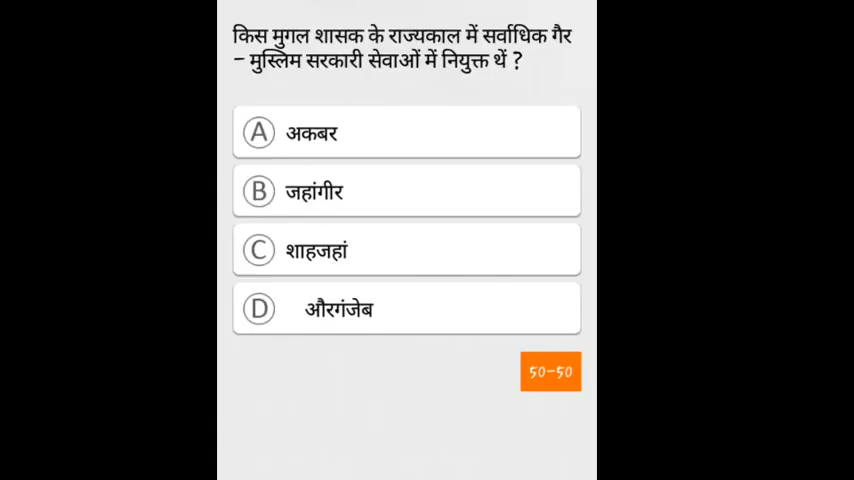 किस मुगल शासक के राज्यकाल में सर्वाधिक गैर
– मुस्लिम सरकारी सेवाओं में नियुक्त थें ?
A अकबर
B जहांगीर
C शाहजहां
D औरगंजेब
50-50